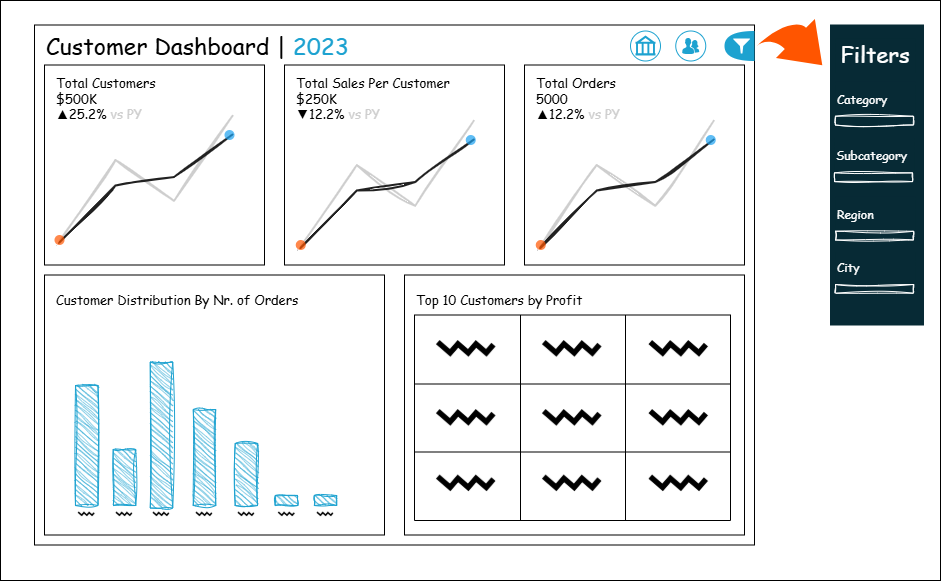 Customer Dashboard | 2023
Total Customers
$500K
▲25.2% vs PY
Total Sales Per Customer
$250K
▼12.2% vs PY
Total Orders
5000
▲12.2% vs PY
Customer Distribution By Nr. of Orders
Top 10 Customers by Profit
Filters
Category
Subcategory
Region
City